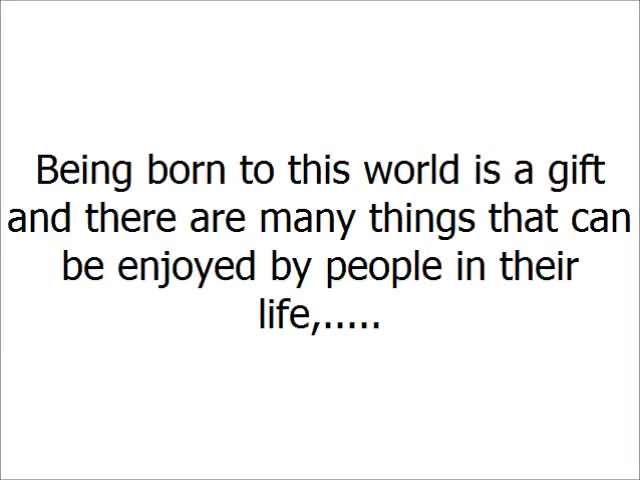 Being born to this world is a gift
and there are many things that can
be enjoyed by people in their
life,.....